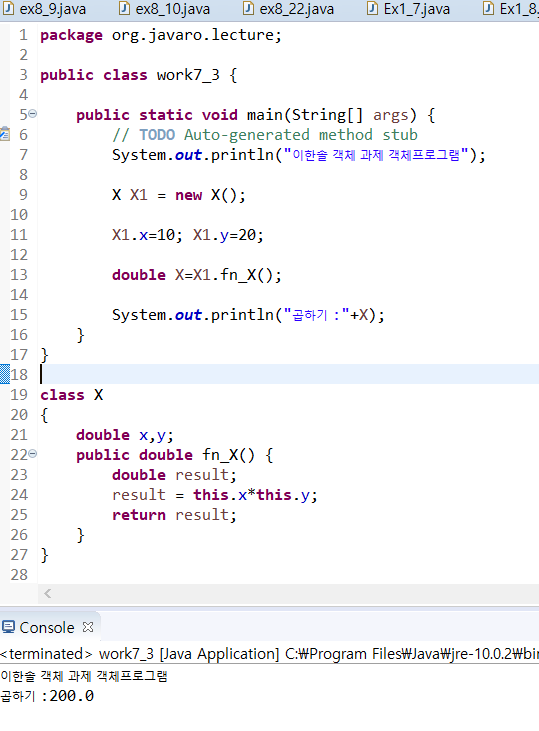 ex8_9.java ex8_10.java ex8_22.java Ex1_7.java Ex1_8.
1 package org.javaro.lecture;
2
3 public class work7_3 {
4
5 public static void main(String[] args) {
6 // TODO Auto-generated method stub
7 System.out.println("이한솔 객체 과제 객체프로그램");
8
9 X X1 = new X();
10
11 X1.x=10; X1.y=20;
12
13 double X=X1.fn_X();
14
15 System.out.println("곱하기 :"+X);
16 }
17 }
18
19 class X
20 {
21 double x,y;
22 public double fn_X() {
23 double result;
24 result = this.x*this.y;
25 return result;
26 }
27 }
28
Console
<terminated> work7_3 [Java Application] C:₩Program Files₩Java₩jre-10.0.2₩bin
이한솔 객체 과제 객체프로그램
곱하기 :200.0